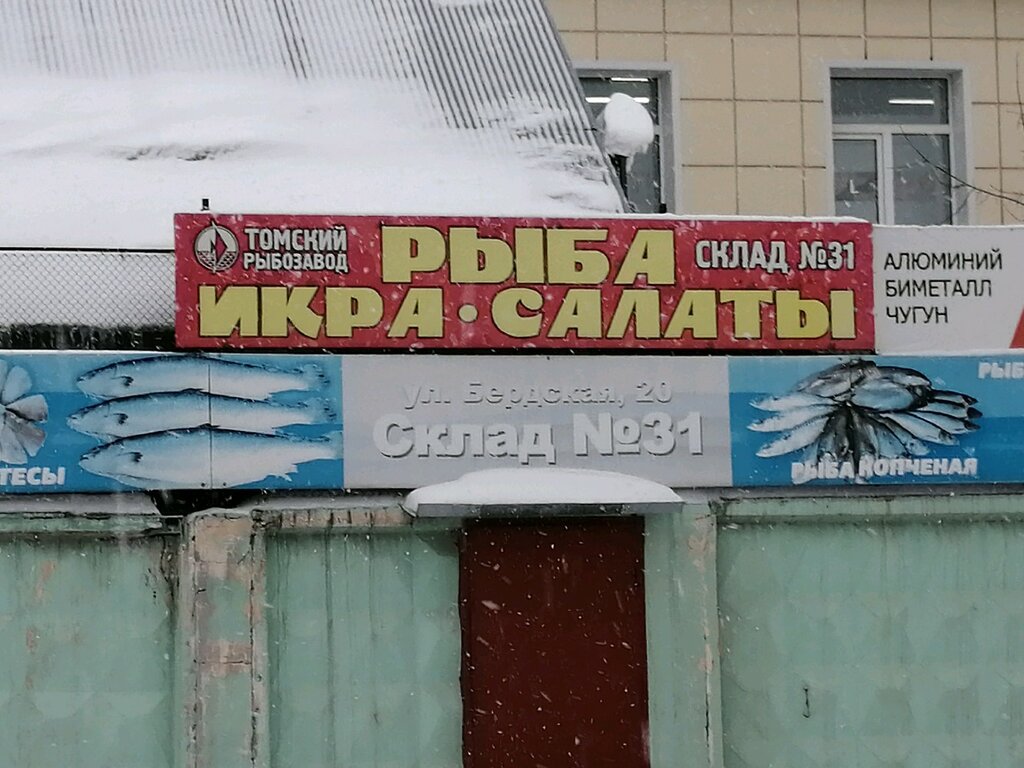 ТОМСКИЙ
РЫБОЗАВОД
РЫБА
СКЛАД №31
ИКРА · САЛАТЫ
АЛЮМИНИЙ
БИМЕТАЛЛ
ЧУГУН
ул. Бердская, 20
Склад №31
ТЕСЫ
РЫБА КОПЧЕНАЯ
РЫБ